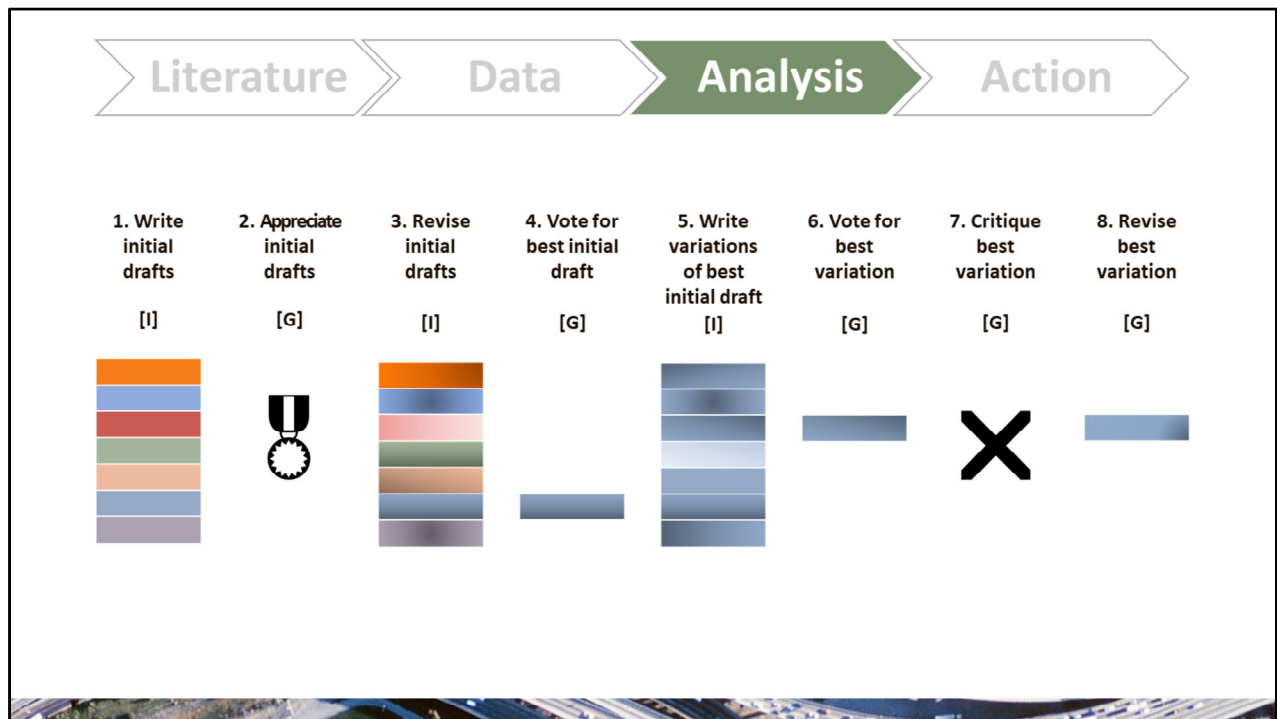 Literature
Data
Analysis
Action
1. Write
initial
drafts
[I]
2. Appreciate
initial
drafts
[G]
3. Revise
initial
drafts
[I]
4. Vote for
best initial
draft
[G]
5. Write
variations
of best
initial draft
[I]
6. Vote for
best
variation
[G]
7. Critique
best
variation
[G]
8. Revise
best
variation
[G]